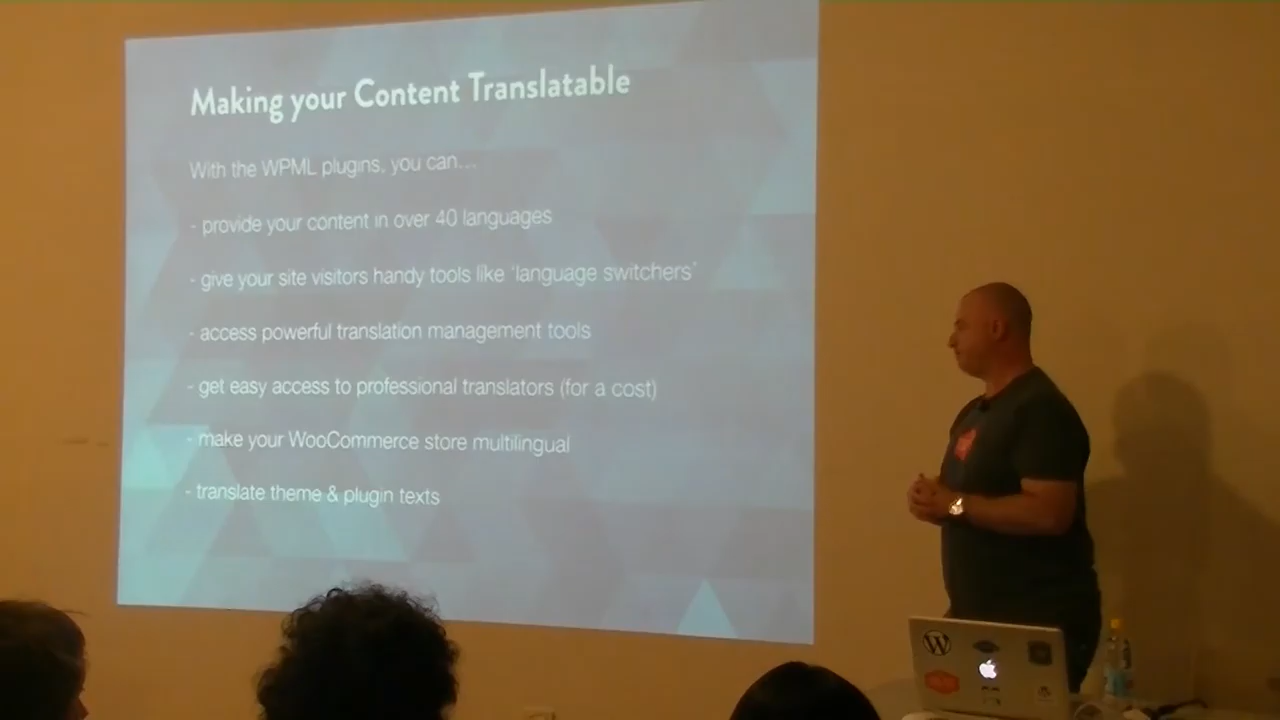 Making your Content Translatable
With the WPML plugins, you can...
- provide your content in over 40 languages
- give your site visitors handy tools like 'language switchers'
- access powerful translation management tools
- get easy access to professional translators (for a cost)
- make your WooCommerce store multilingual
- translate theme & plugin texts